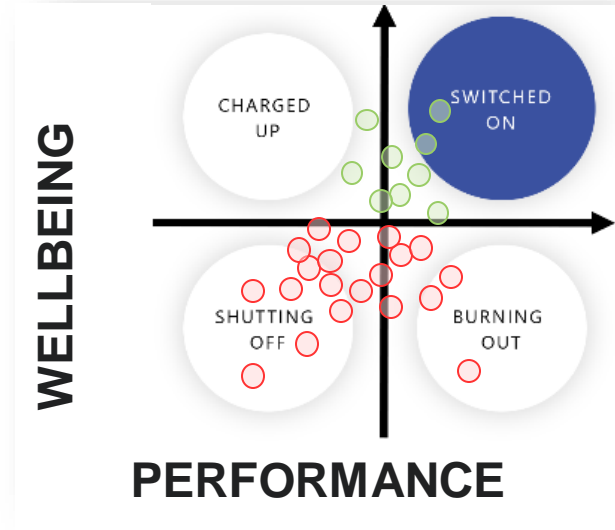 CHARGED
UP
SWITCHED
ON
WELLBEING
SHUTTING
OFF
BURNING
OUT
PERFORMANCE